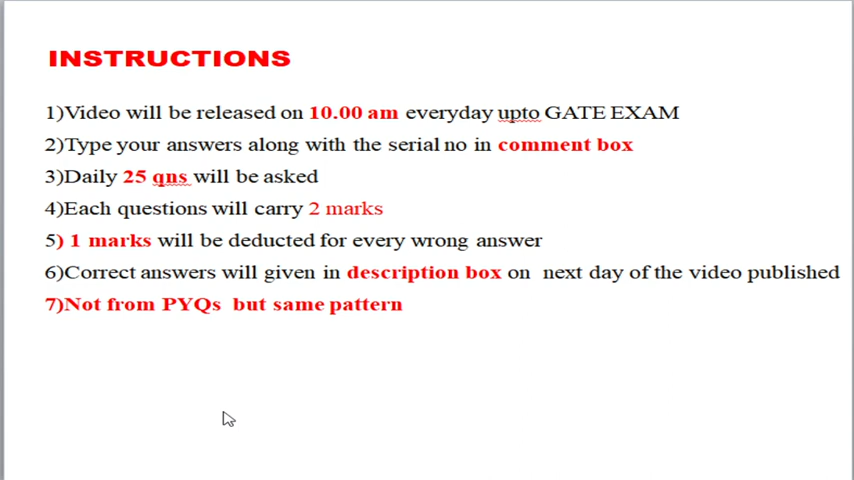 INSTRUCTIONS
1)Video will be released on 10.00 am everyday upto GATE EXAM
2)Type your answers along with the serial no in comment box
3)Daily 25 qns will be asked
4)Each questions will carry 2 marks
5) 1 marks will be deducted for every wrong answer
6)Correct answers will given in description box on next day of the video published
7)Not from PYQs but same pattern